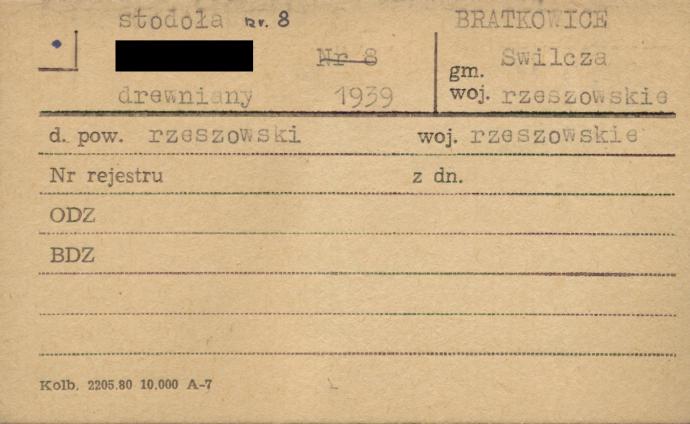 stodoła nr. 8 BRATKOWICE
Nr 8 gm. Swilcza
drewniany 1939 woj. rzeszowskie
d. pow. rzeszowski woj. rzeszowskie
Nr rejestru z dn.
ODZ
BDZ
Kolb. 2205.80 10.000 A-7